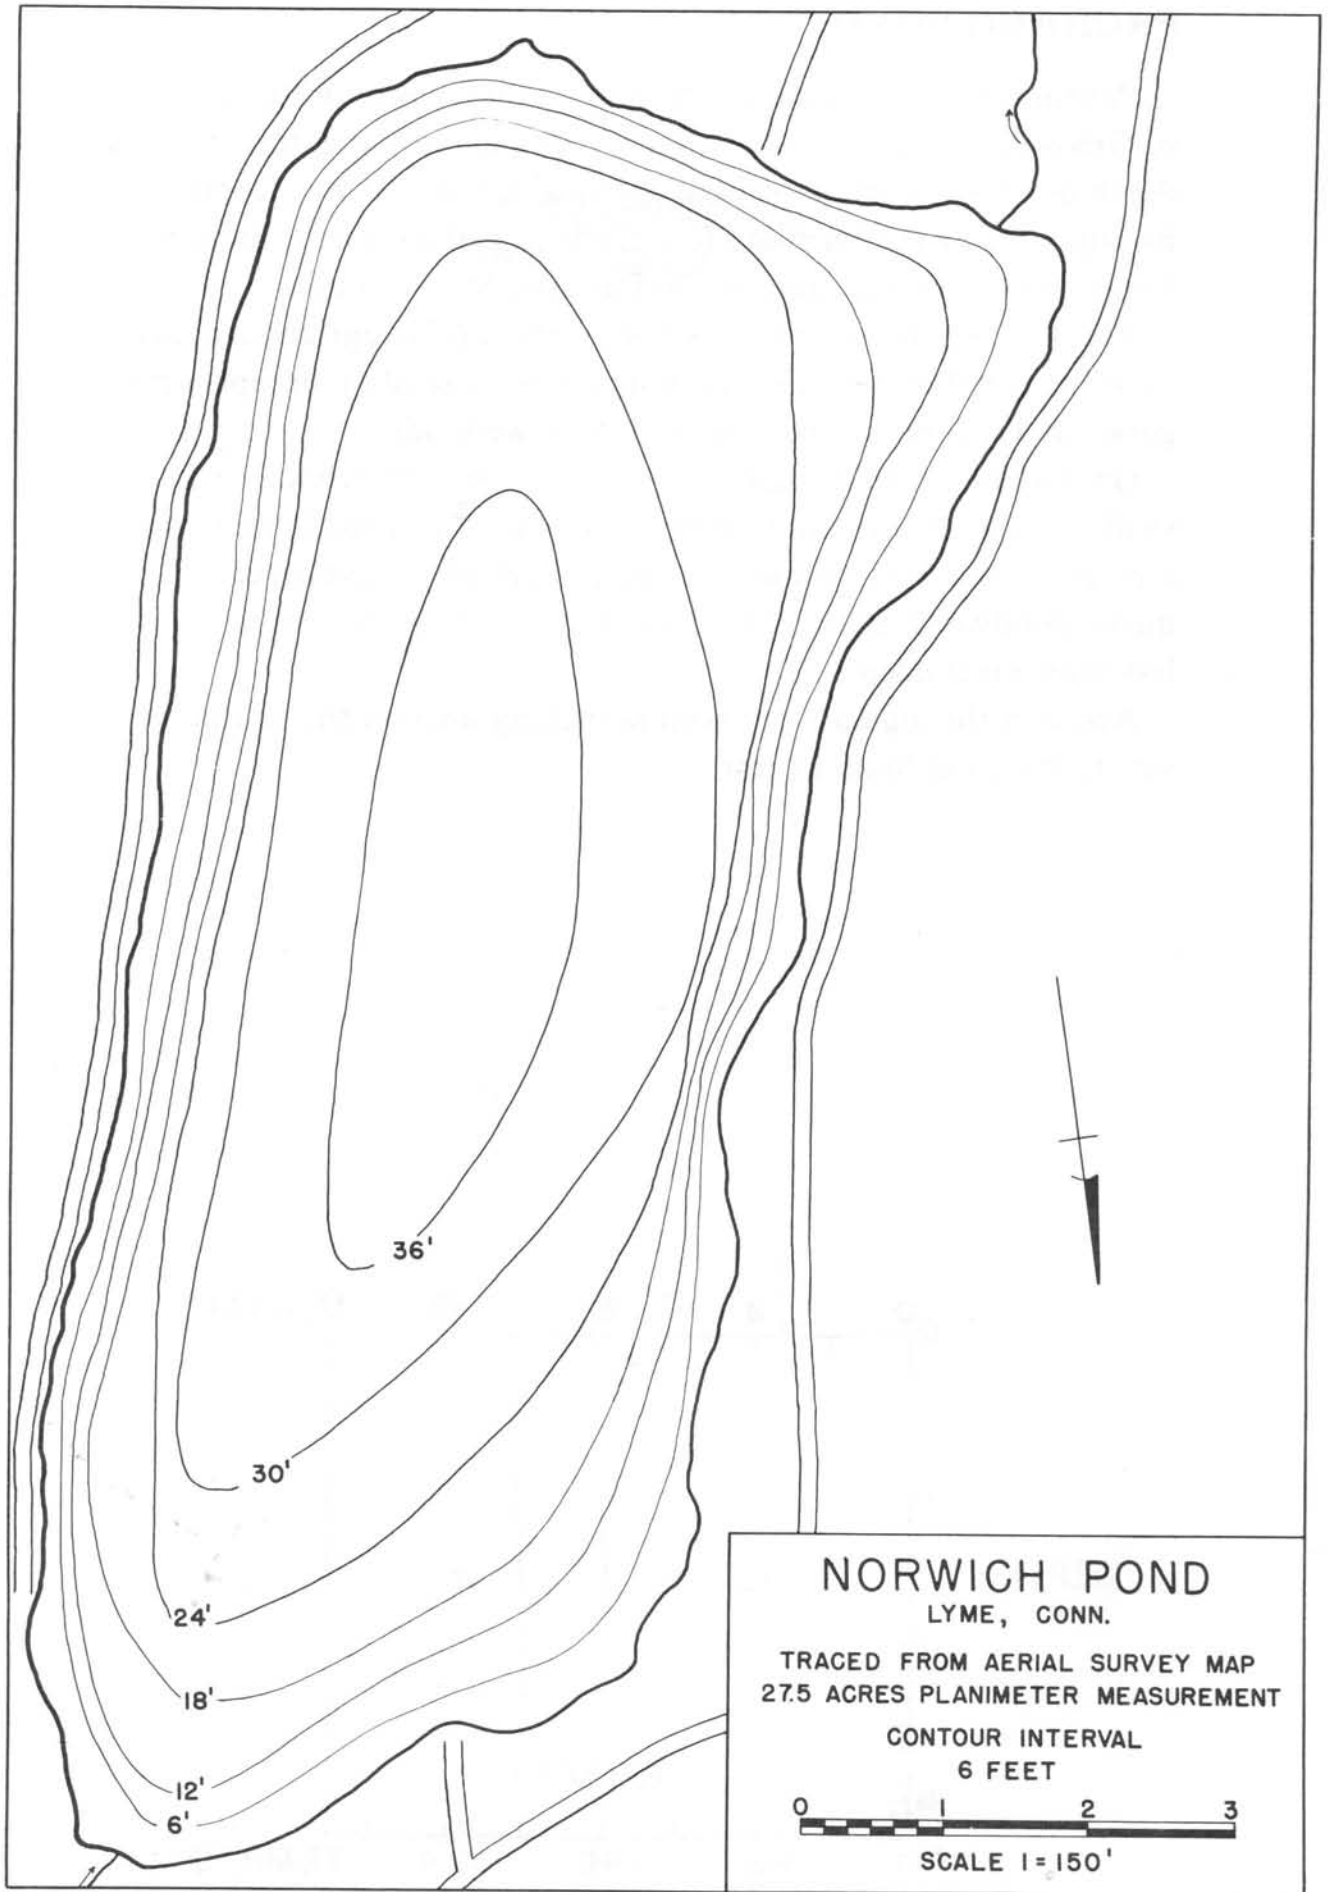 36'
30'
24'
18'
12'
6'
NORWICH POND
LYME, CONN.
TRACED FROM AERIAL SURVEY MAP
27.5 ACRES PLANIMETER MEASUREMENT
CONTOUR INTERVAL
6 FEET
0 1 2 3
SCALE 1 = 150'